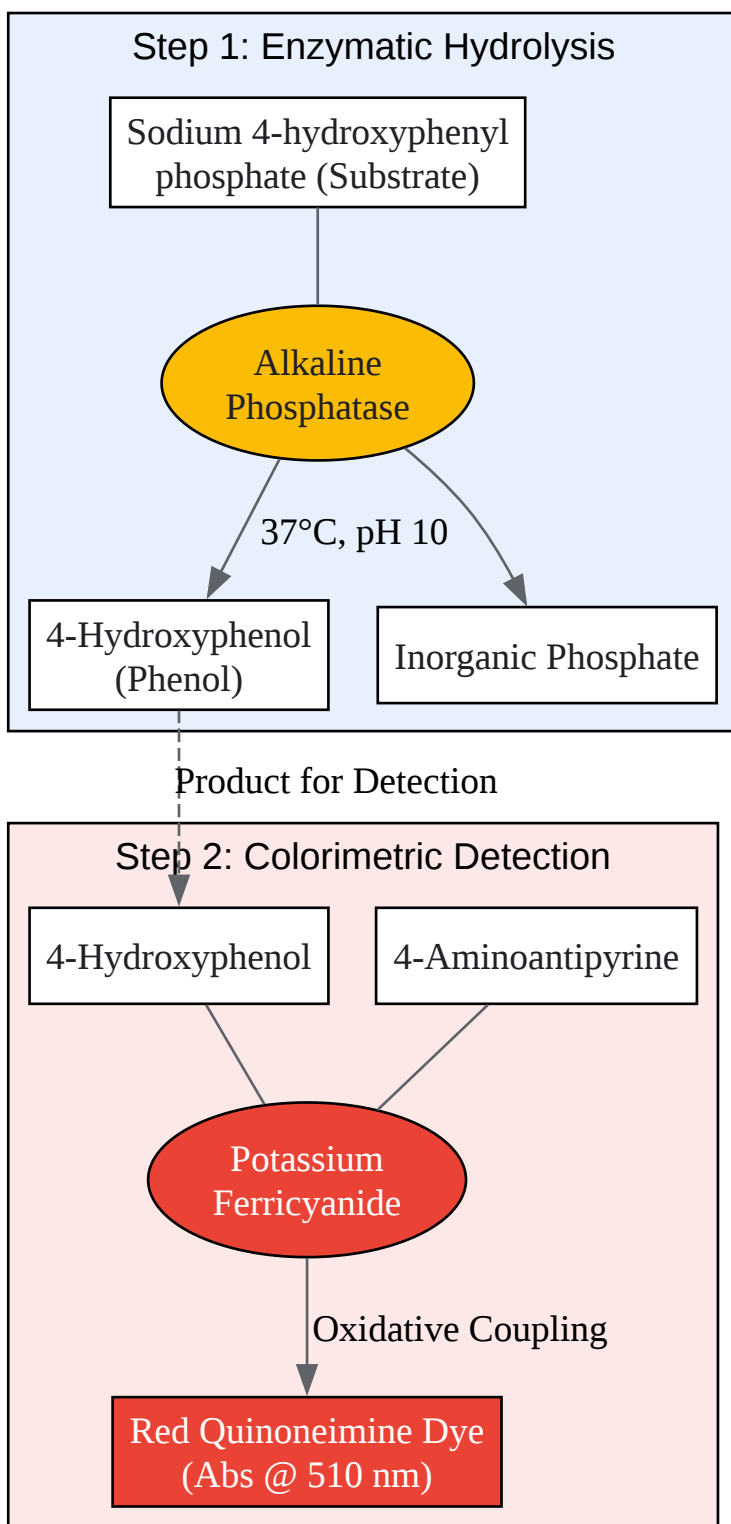 Step 1: Enzymatic Hydrolysis
Sodium 4-hydroxyphenyl
phosphate (Substrate)
Alkaline
Phosphatase
37°C, pH 10
4-Hydroxyphenol
(Phenol)
Inorganic Phosphate
Product for Detection
Step 2: Colorimetric Detection
4-Hydroxyphenol
4-Aminoantipyrine
Potassium
Ferricyanide
Oxidative Coupling
Red Quinoneimine Dye
(Abs @ 510 nm)